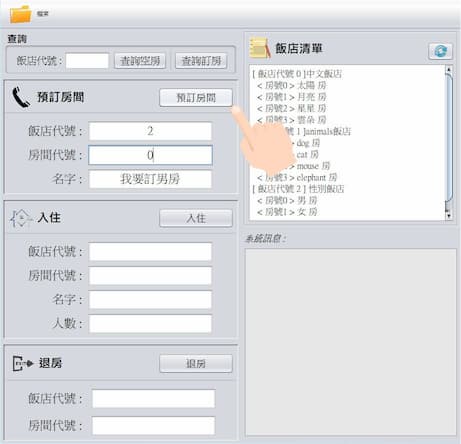 檔案
查詢
飯店代號：
查詢空房
查詢訂房
預訂房間
預訂房間
飯店代號：
2
房間代號：
0
名字：
我要訂男房
入住
入住
飯店代號：
房間代號：
名字：
人數：
EXIT
退房
退房
飯店代號：
房間代號：
飯店清單
[ 飯店代號 0 ]中文飯店
< 房號0 > 太陽 房
< 房號1 > 月亮 房
< 房號2 > 星星 房
< 房號3 > 雲朵 房
號 1 ]animals飯店
> dog 房
> cat 房
> mouse 房
< 房號3 > elephant 房
[ 飯店代號 2 ] 性別飯店
< 房號0 > 男 房
< 房號1 > 女 房
系統訊息：